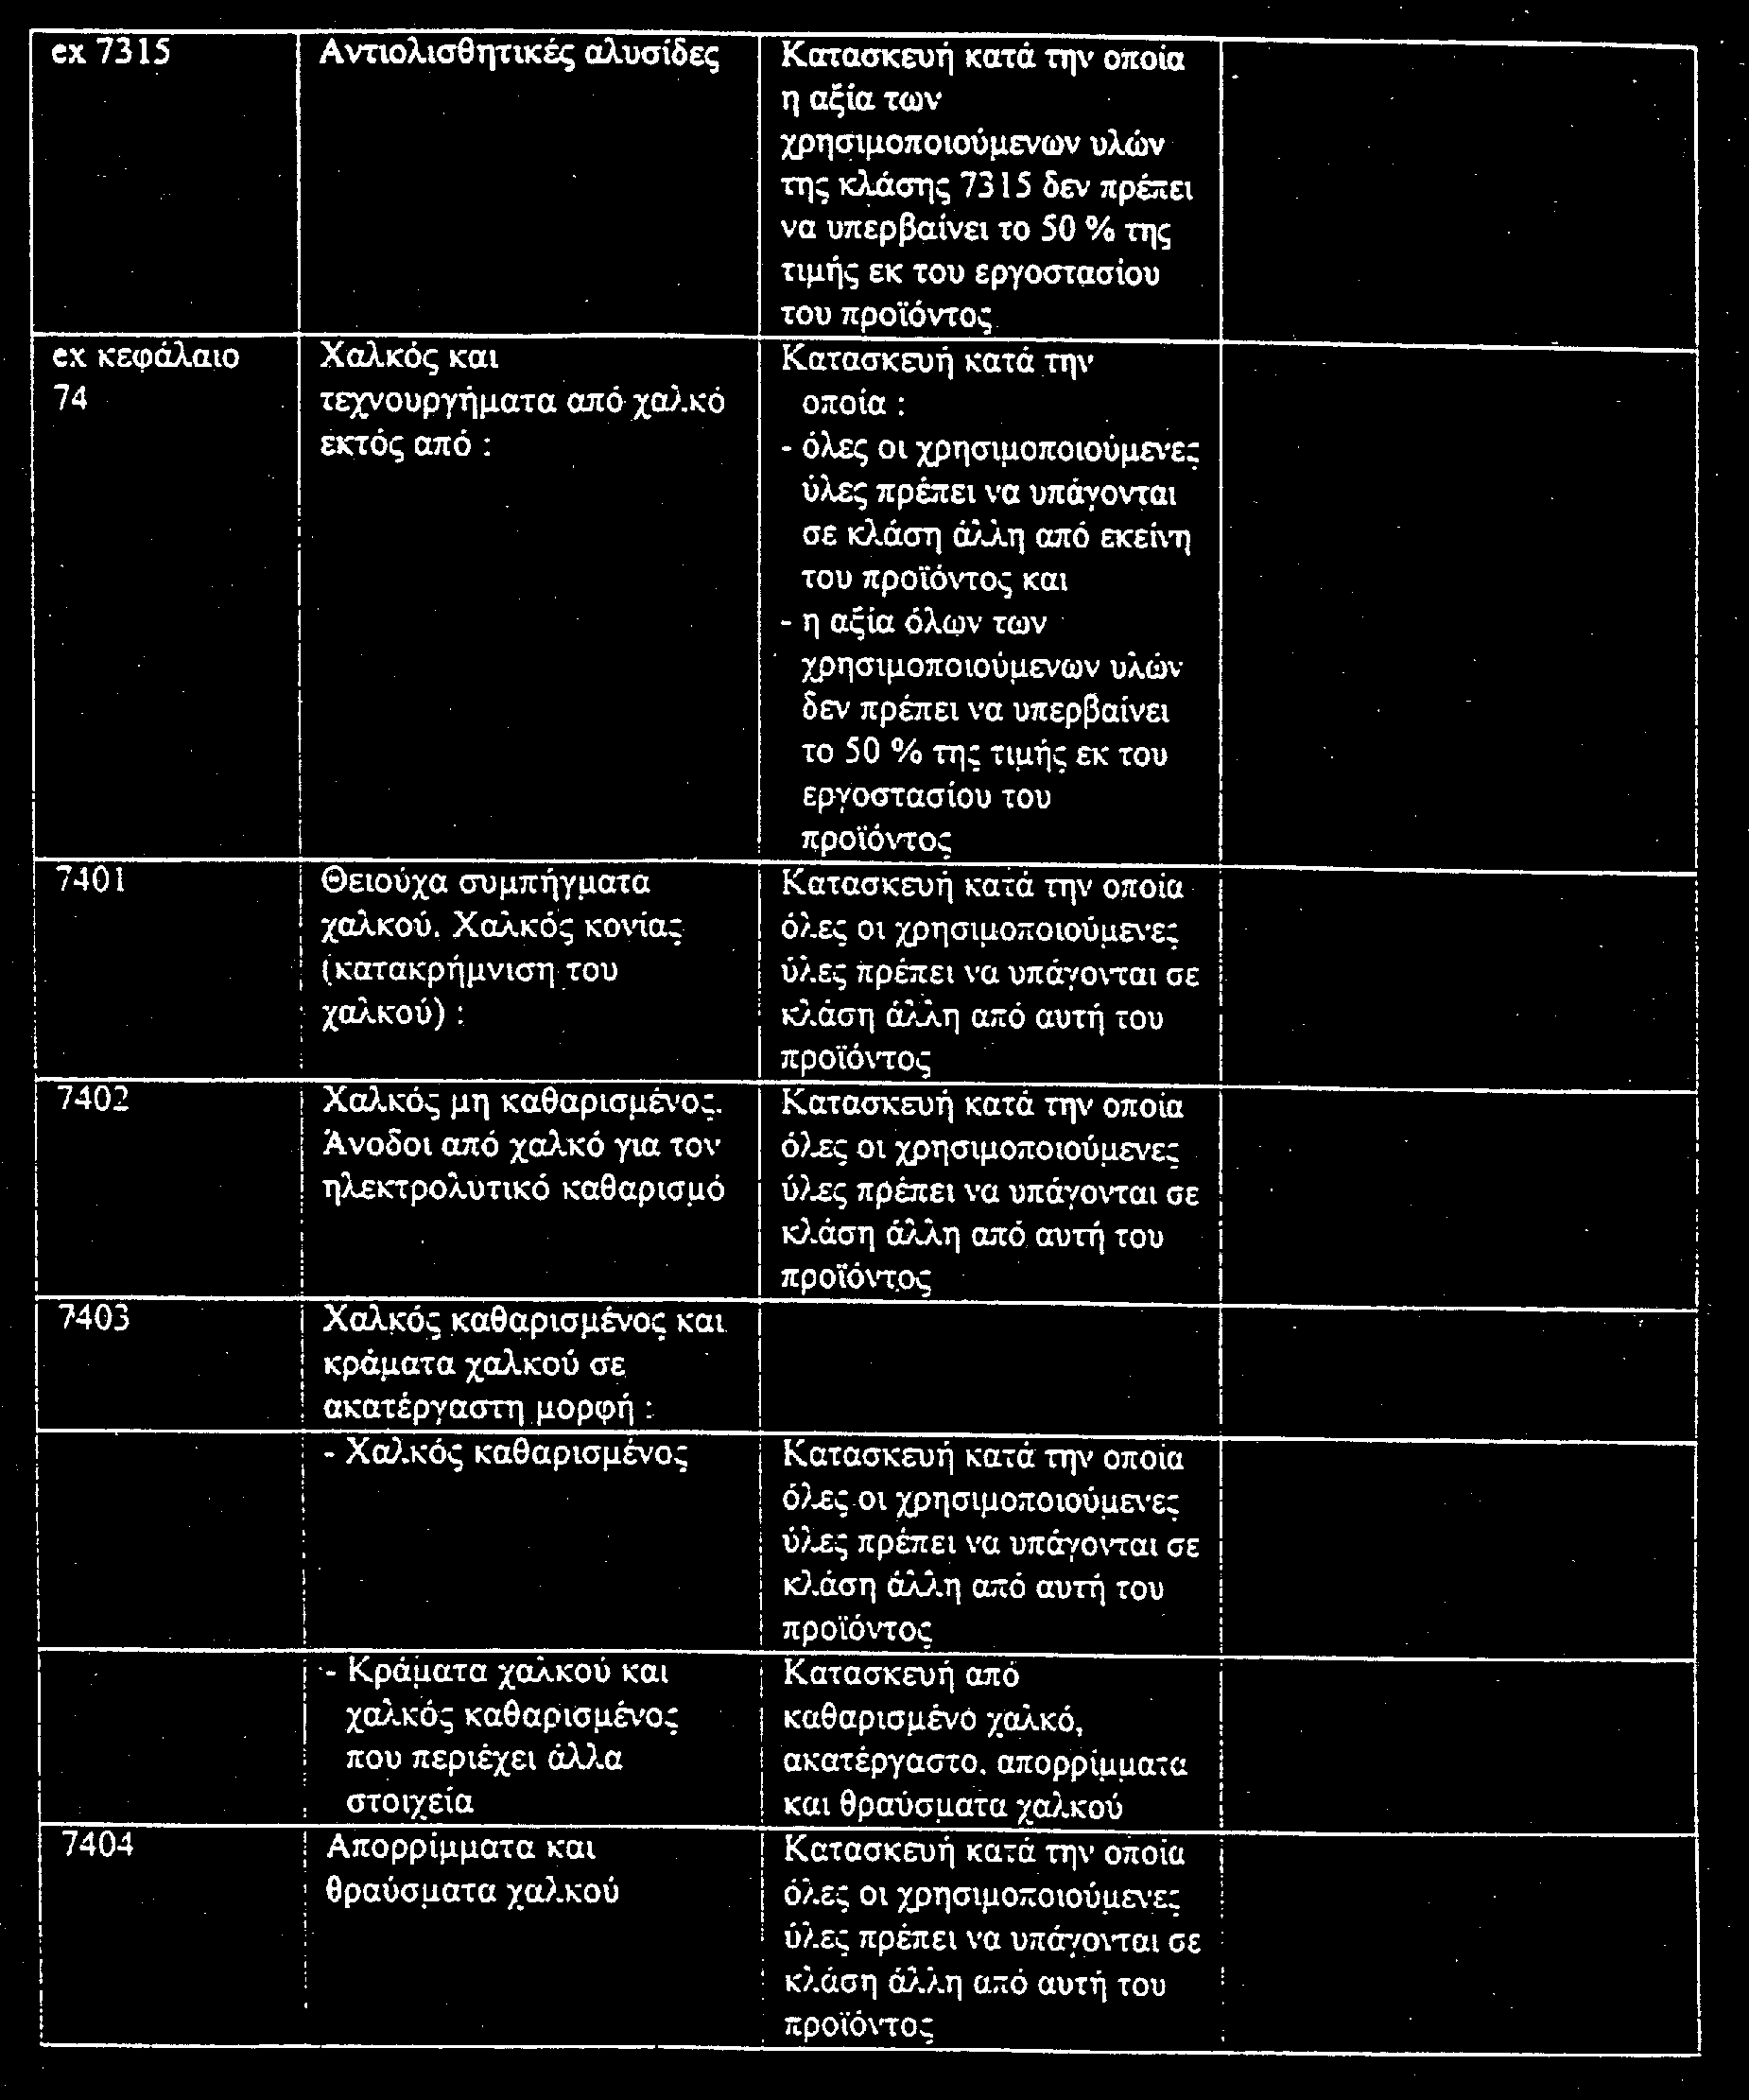 ex 7315
Αντιολισθητικές αλυσίδες
Κατασκευή κατά την οποία
η αξία των
χρησιμοποιούμενων υλών
της κλάσης 7315 δεν πρέπει
να υπερβαίνει το 50 % της
τιμής εκ του εργοστασίου
του προϊόντος
ex κεφάλαιο
74
Χαλκός και
τεχνουργήματα από χαλκό
εκτός από :
Κατασκευή κατά την
οποία :
- όλες οι χρησιμοποιούμενες
ύλες πρέπει να υπάγονται
σε κλάση άλλη από εκείνη
του προϊόντος και
- η αξία όλων των
χρησιμοποιούμενων υλών
δεν πρέπει να υπερβαίνει
το 50 % της τιμής εκ του
εργοστασίου του
προϊόντος
7401
Θειούχα συμπήγματα
χαλκού. Χαλκός κονίας
(κατακρήμνιση του
χαλκού) :
Κατασκευή κατά την οποία
όλες οι χρησιμοποιούμενες
ύλες πρέπει να υπάγονται σε
κλάση άλλη από αυτή του
προϊόντος
7402
Χαλκός μη καθαρισμένος.
Άνοδοι από χαλκό για τον
ηλεκτρολυτικό καθαρισμό
Κατασκευή κατά την οποία
όλες οι χρησιμοποιούμενες
ύλες πρέπει να υπάγονται σε
κλάση άλλη από αυτή του
προϊόντος
7403
Χαλκός καθαρισμένος και
κράματα χαλκού σε
ακατέργαστη μορφή :
- Χαλκός καθαρισμένος
Κατασκευή κατά την οποία
όλες οι χρησιμοποιούμενες
ύλες πρέπει να υπάγονται σε
κλάση άλλη από αυτή του
προϊόντος
- Κράματα χαλκού και
χαλκός καθαρισμένος
που περιέχει άλλα
στοιχεία
Κατασκευή από
καθαρισμένο χαλκό,
ακατέργαστο. απορρίμματα
και θραύσματα χαλκού
7404
Απορρίμματα και
θραύσματα χαλκού
Κατασκευή κατά την οποία
όλες οι χρησιμοποιούμενες
ύλες πρέπει να υπάγονται σε
κλάση άλλη από αυτή του
προϊόντος